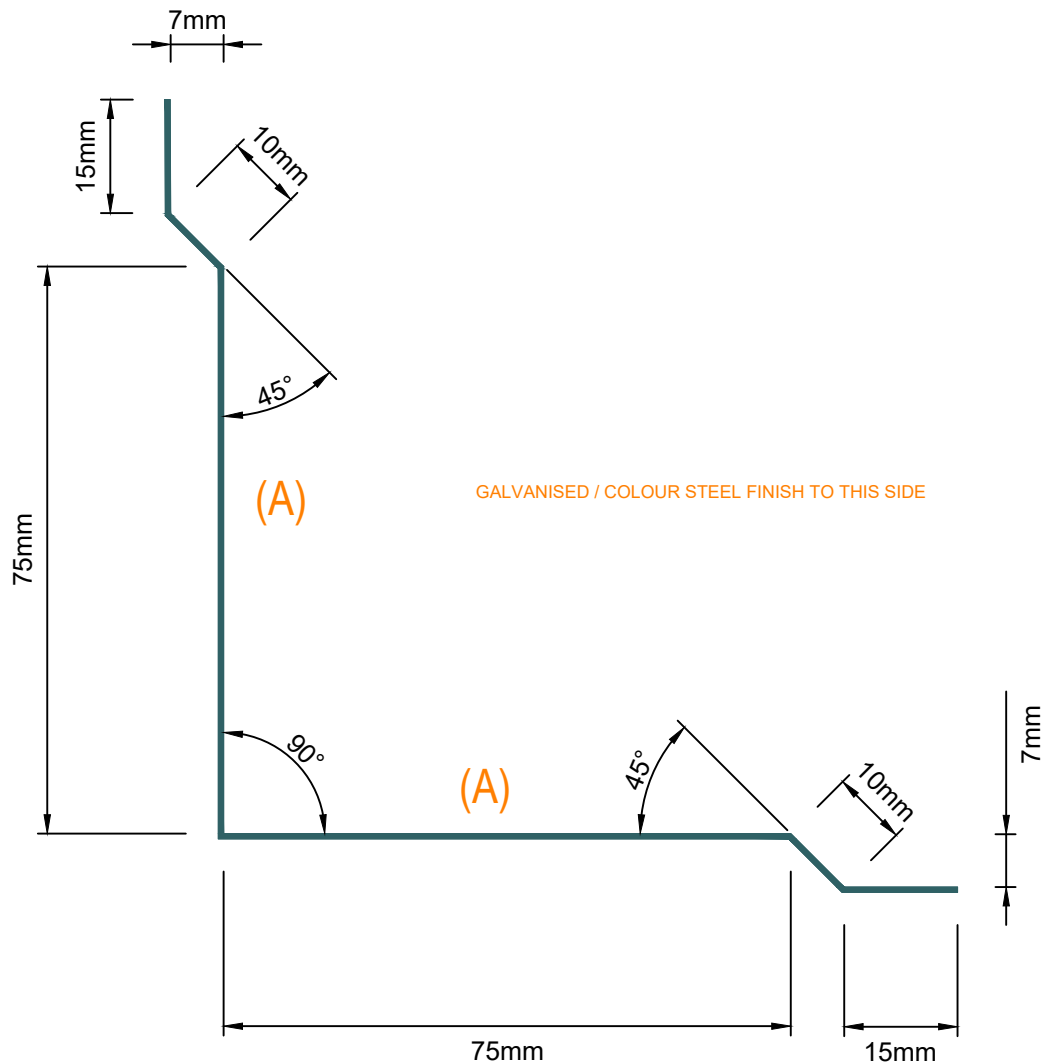 7mm
15mm
10mm
45°
(A)
GALVANISED / COLOUR STEEL FINISH TO THIS SIDE
75mm
90°
(A)
45°
10mm
7mm
75mm
15mm